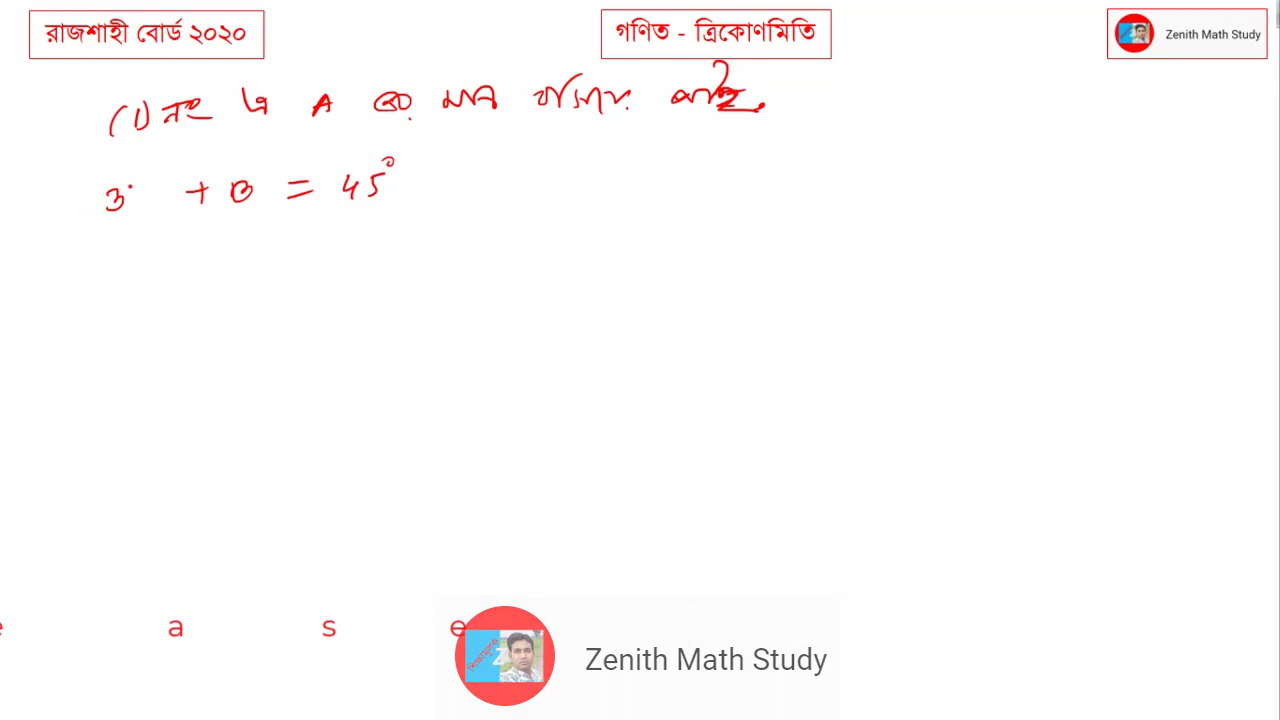 রাজশাহী বোর্ড ২০২০
গণিত - ত্রিকোণমিতি
Zenith Math Study
(1) নং এ A এর মান বসিয়ে পাই,
3 + B = 45°
e a s e
Zenith Math Study